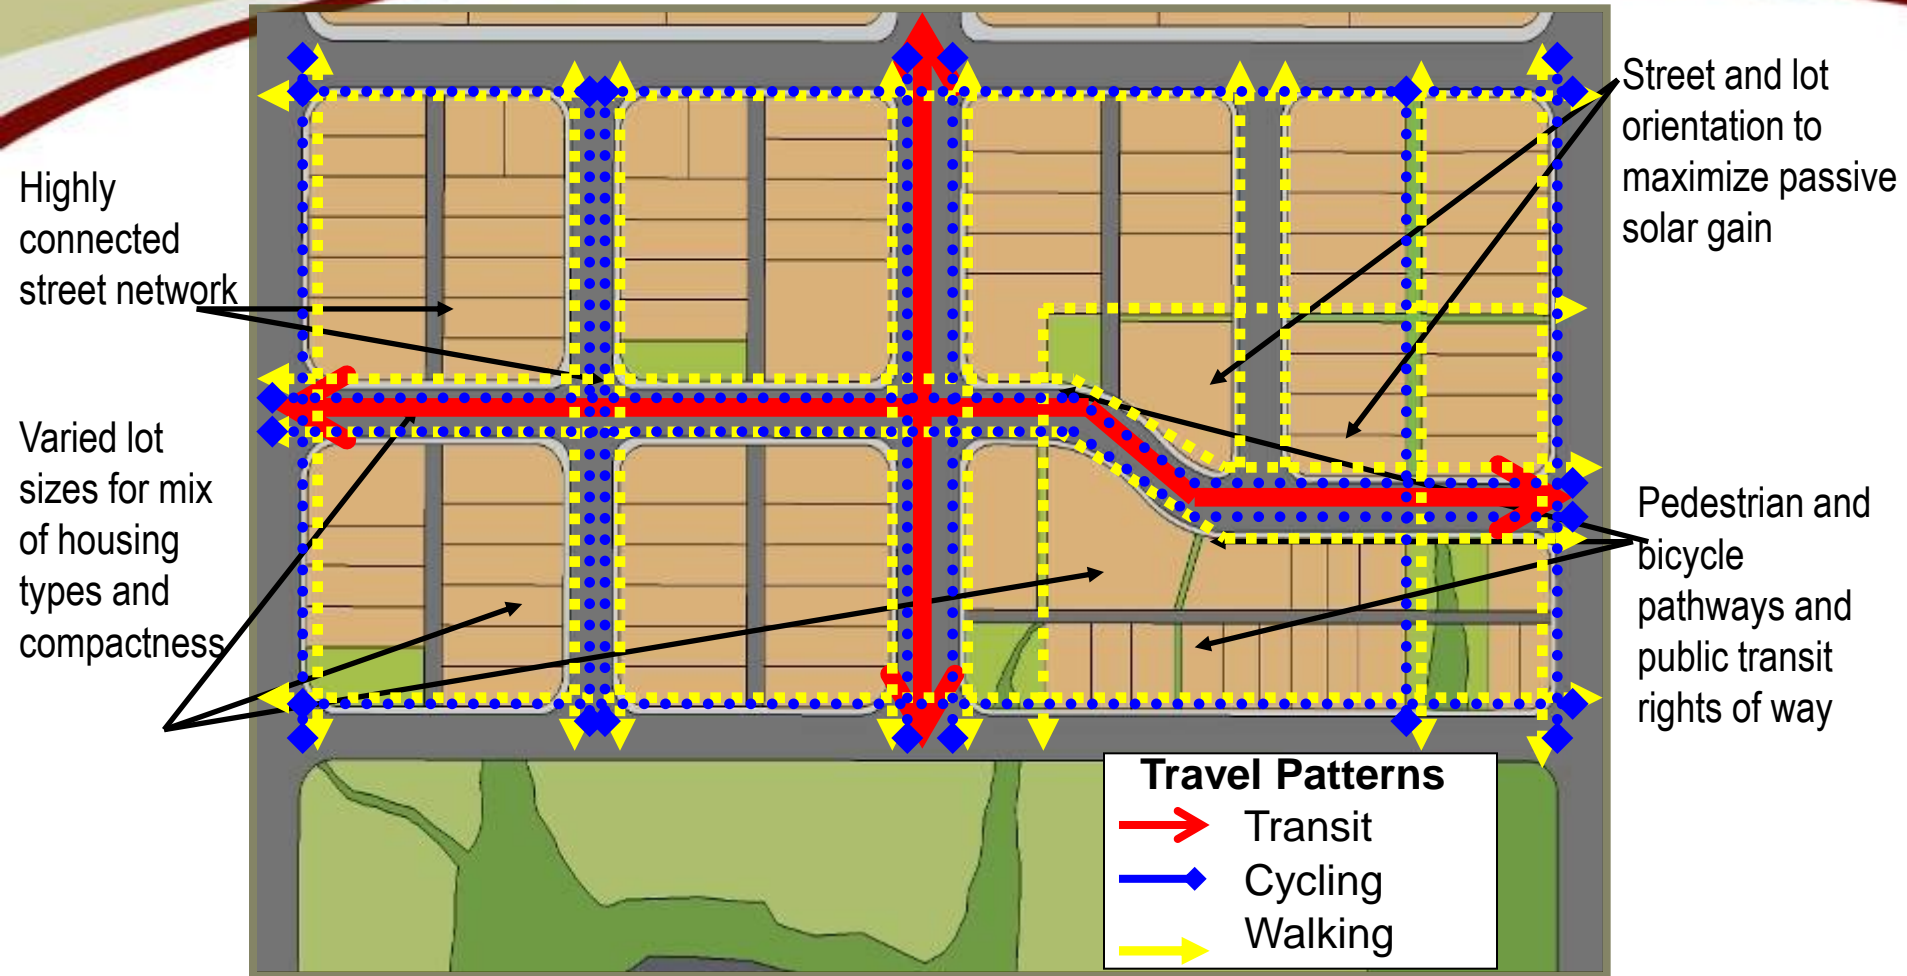 Highly
connected
street network
Varied lot
sizes for mix
of housing
types and
compactness
Street and lot
orientation to
maximize passive
solar gain
Pedestrian and
bicycle
pathways and
public transit
rights of way
Travel Patterns
Transit
Cycling
Walking